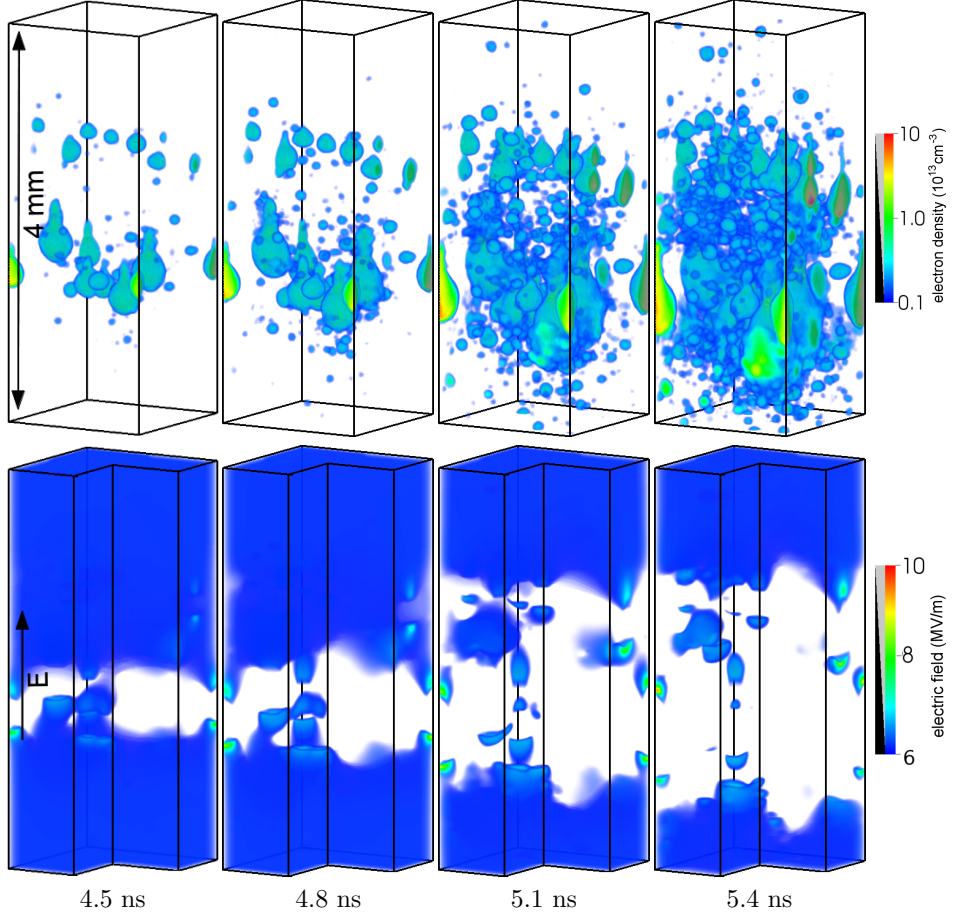 4 mm
10
1.0
0.1
electron density (10¹³cm⁻³)
E
10
8
6
electric field (MV/m)
4.5 ns
4.8 ns
5.1 ns
5.4 ns